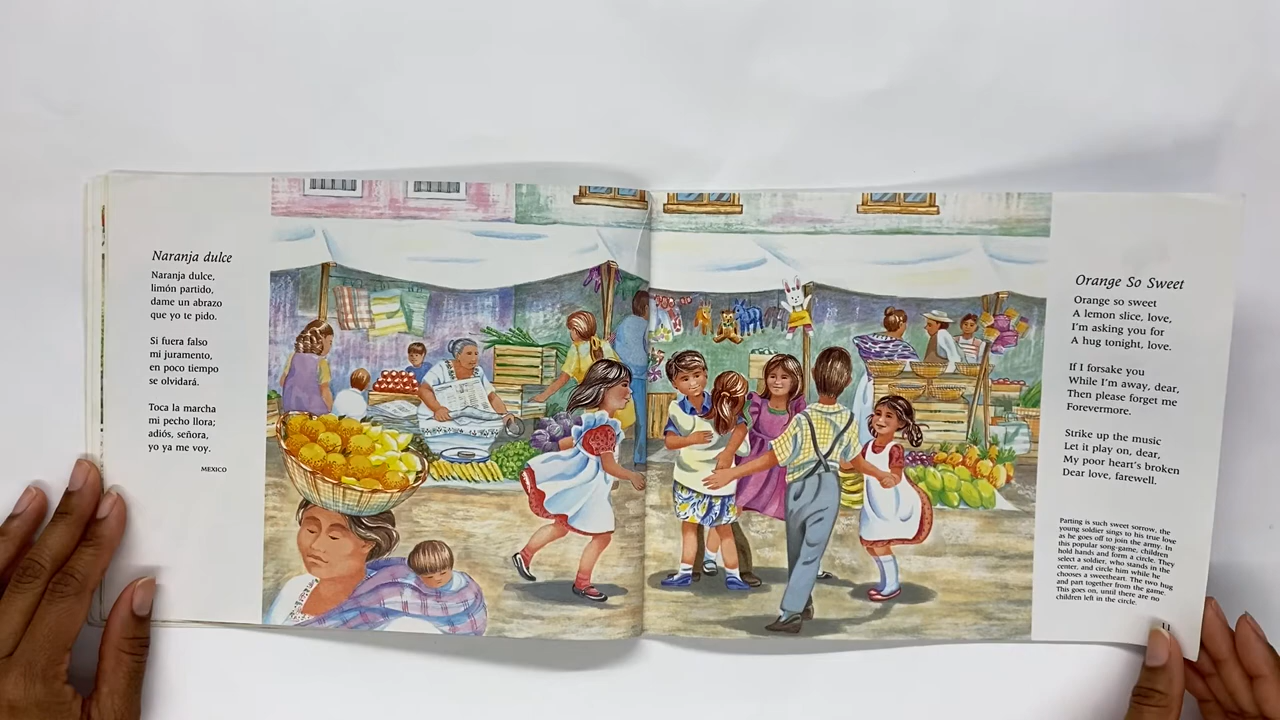 Naranja dulce
Naranja dulce,
limón partido,
dame un abrazo
que yo te pido.
Si fuera falso
mi juramento,
en poco tiempo
se olvidará.
Toca la marcha
mi pecho llora;
adiós, señora,
yo ya me voy.
MEXICO
Orange So Sweet
Orange so sweet
A lemon slice, love,
I'm asking you for
A hug tonight, love.
If I forsake you
While I'm away, dear,
Then please forget me
Forevermore.
Strike up the music
Let it play on, dear,
My poor heart's broken
Dear love, farewell.
Parting is such sweet sorrow, the
young soldier sings to his true love
as he goes off to join the army. In
this popular song-game, children
hold hands and form a circle. They
select a soldier, who stands in the
center, and circle him while he
chooses a sweetheart. The two hug
and part together from the game.
This goes on, until there are no
children left in the circle.